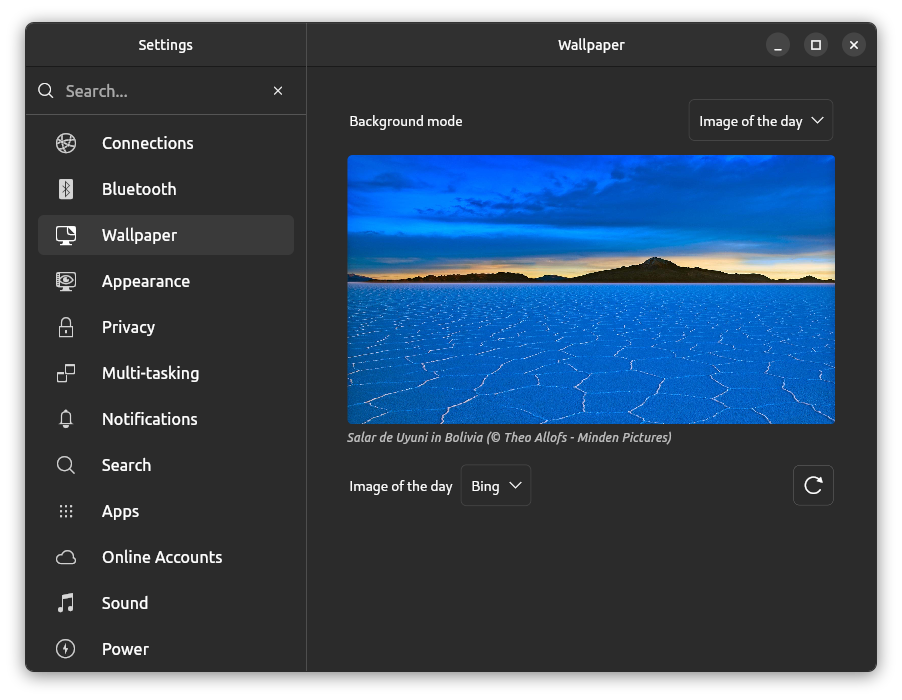 Settings
Wallpaper
Search...
Connections
Bluetooth
Wallpaper
Appearance
Privacy
Multi-tasking
Notifications
Search
Apps
Online Accounts
Sound
Power
Background mode
Image of the day
Salar de Uyuni in Bolivia (© Theo Allofs - Minden Pictures)
Image of the day
Bing